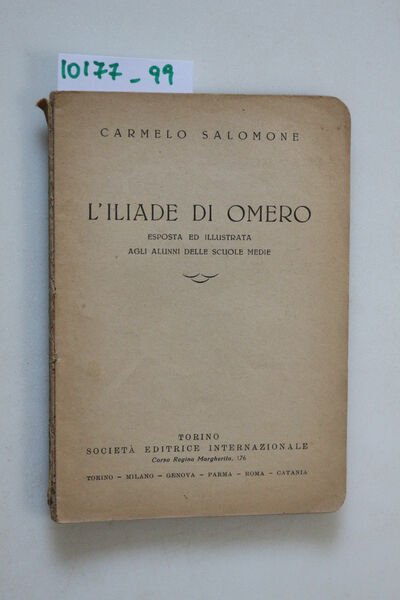 10177_99
CARMELO SALOMONE
L'ILIADE DI OMERO
ESPOSTA ED ILLUSTRATA
AGLI ALUNNI DELLE SCUOLE MEDIE
TORINO
SOCIETÀ EDITRICE INTERNAZIONALE
Corso Regina Margherita, 176
TORINO - MILANO - GENOVA - PARMA - ROMA - CATANIA